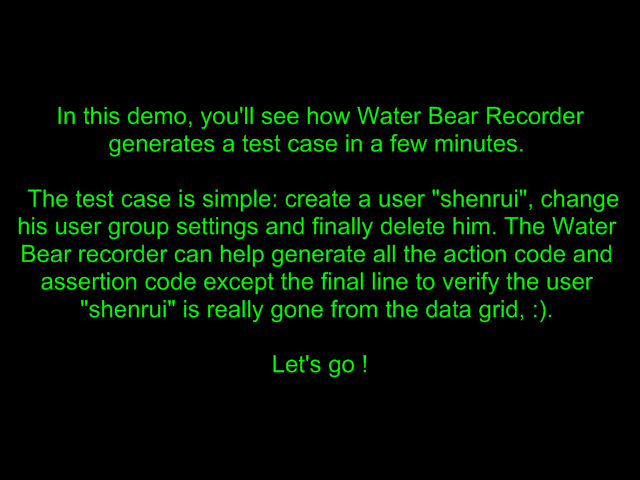 In this demo, you'll see how Water Bear Recorder
generates a test case in a few minutes.
The test case is simple: create a user "shenrui", change
his user group settings and finally delete him. The Water
Bear recorder can help generate all the action code and
assertion code except the final line to verify the user
"shenrui" is really gone from the data grid, :).
Let's go !